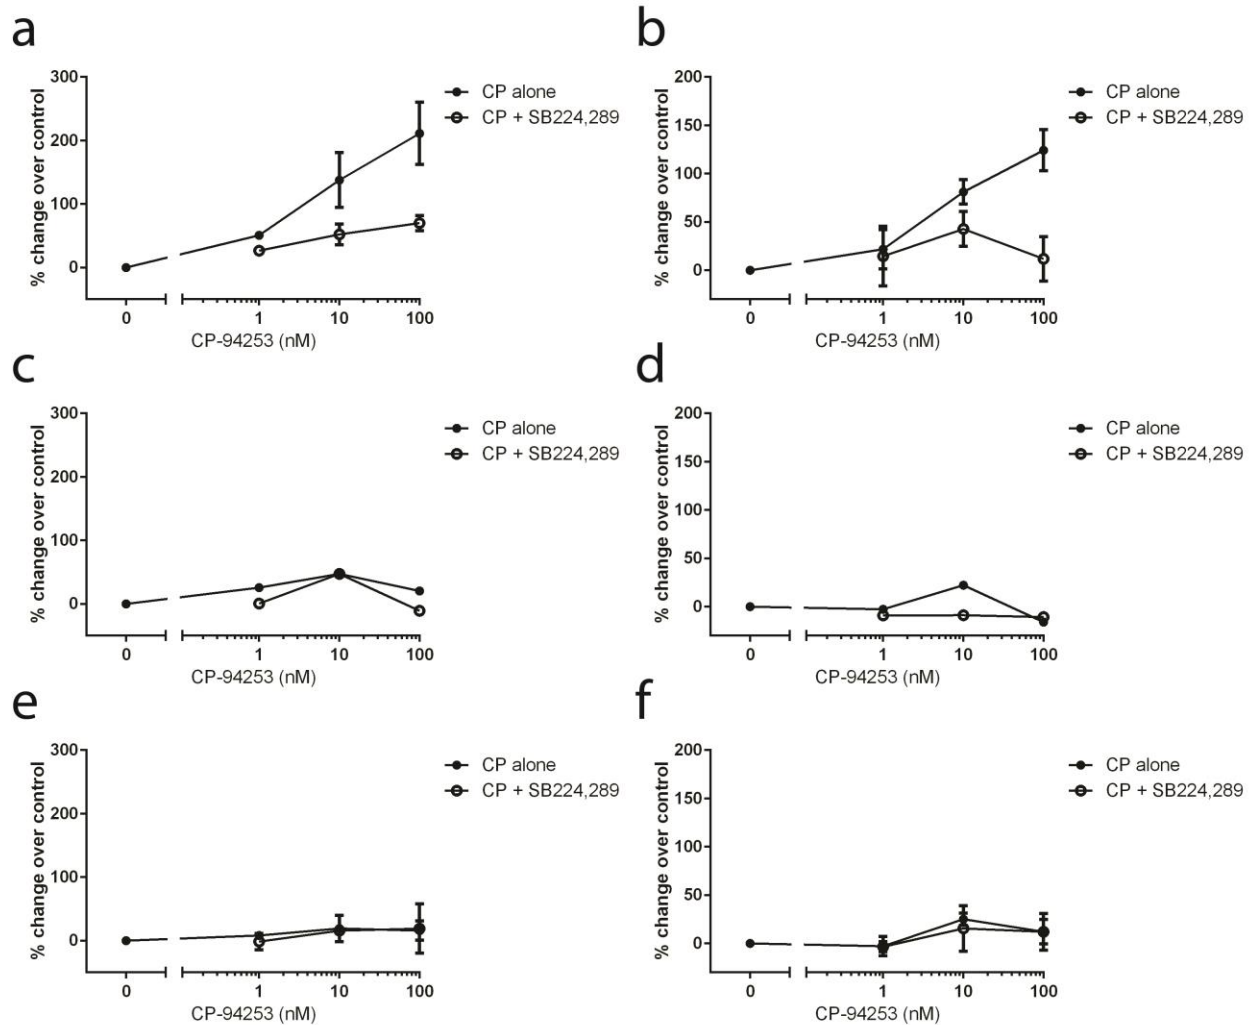 a
300
200
100
0
% change over control
0 1 10 100
CP-94253 (nM)
CP alone
CP + SB224,289
b
200
150
100
50
0
% change over control
0 1 10 100
CP-94253 (nM)
CP alone
CP + SB224,289
c
300
200
100
0
% change over control
0 1 10 100
CP-94253 (nM)
CP alone
CP + SB224,289
d
200
150
100
50
0
% change over control
0 1 10 100
CP-94253 (nM)
CP alone
CP + SB224,289
e
300
200
100
0
% change over control
0 1 10 100
CP-94253 (nM)
CP alone
CP + SB224,289
f
200
150
100
50
0
% change over control
0 1 10 100
CP-94253 (nM)
CP alone
CP + SB224,289